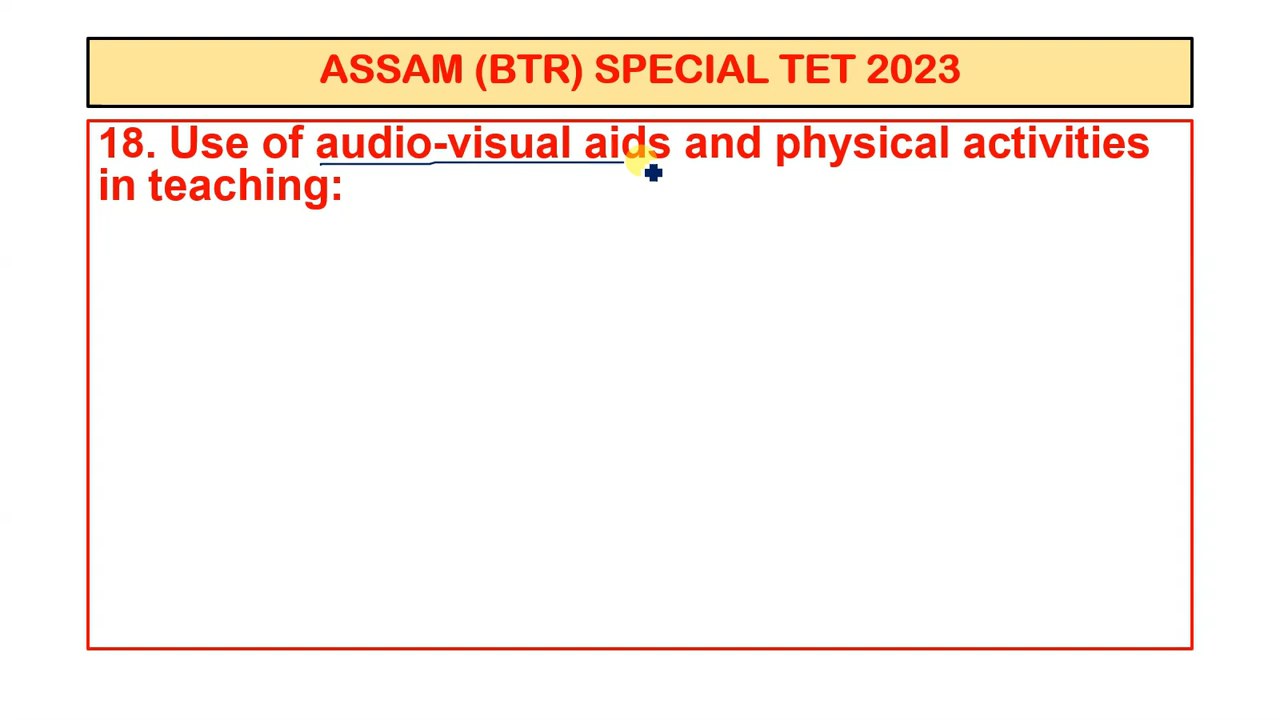 ASSAM (BTR) SPECIAL TET 2023
18. Use of audio-visual aids and physical activities
in teaching: